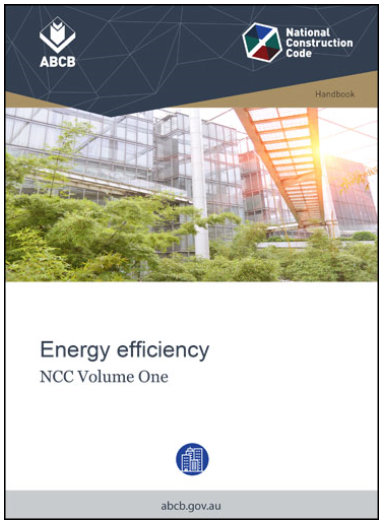 ABCB
National
Construction
Code
Handbook
Energy efficiency
NCC Volume One
abcb.gov.au